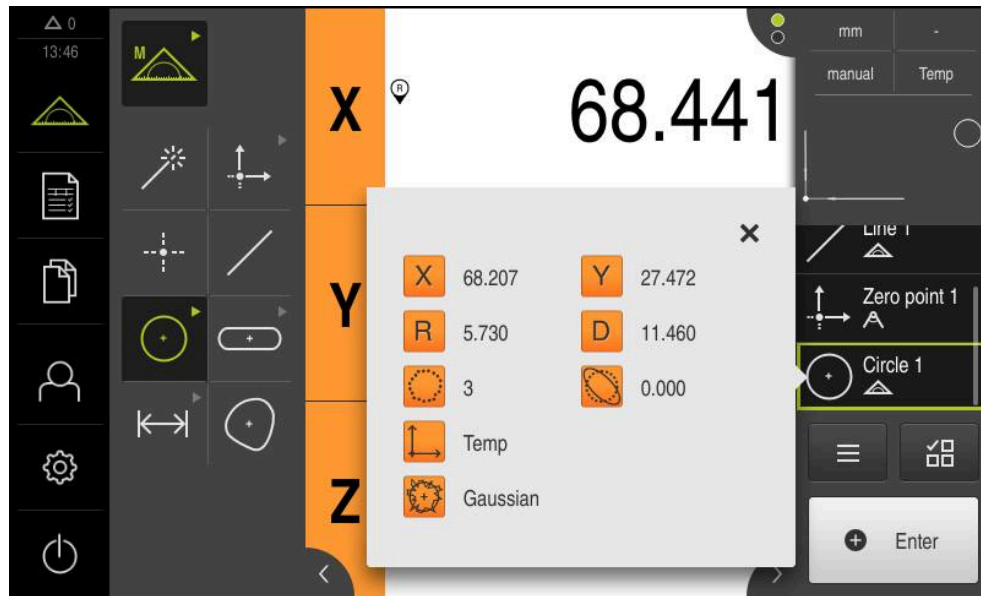 0
13:46
M
X
R
68.441
mm
-
manual
Temp
Line 1
Zero point 1
Circle 1
Y
Z
X 68.207 Y 27.472
R 5.730 D 11.460
3 0.000
Temp
Gaussian
Enter